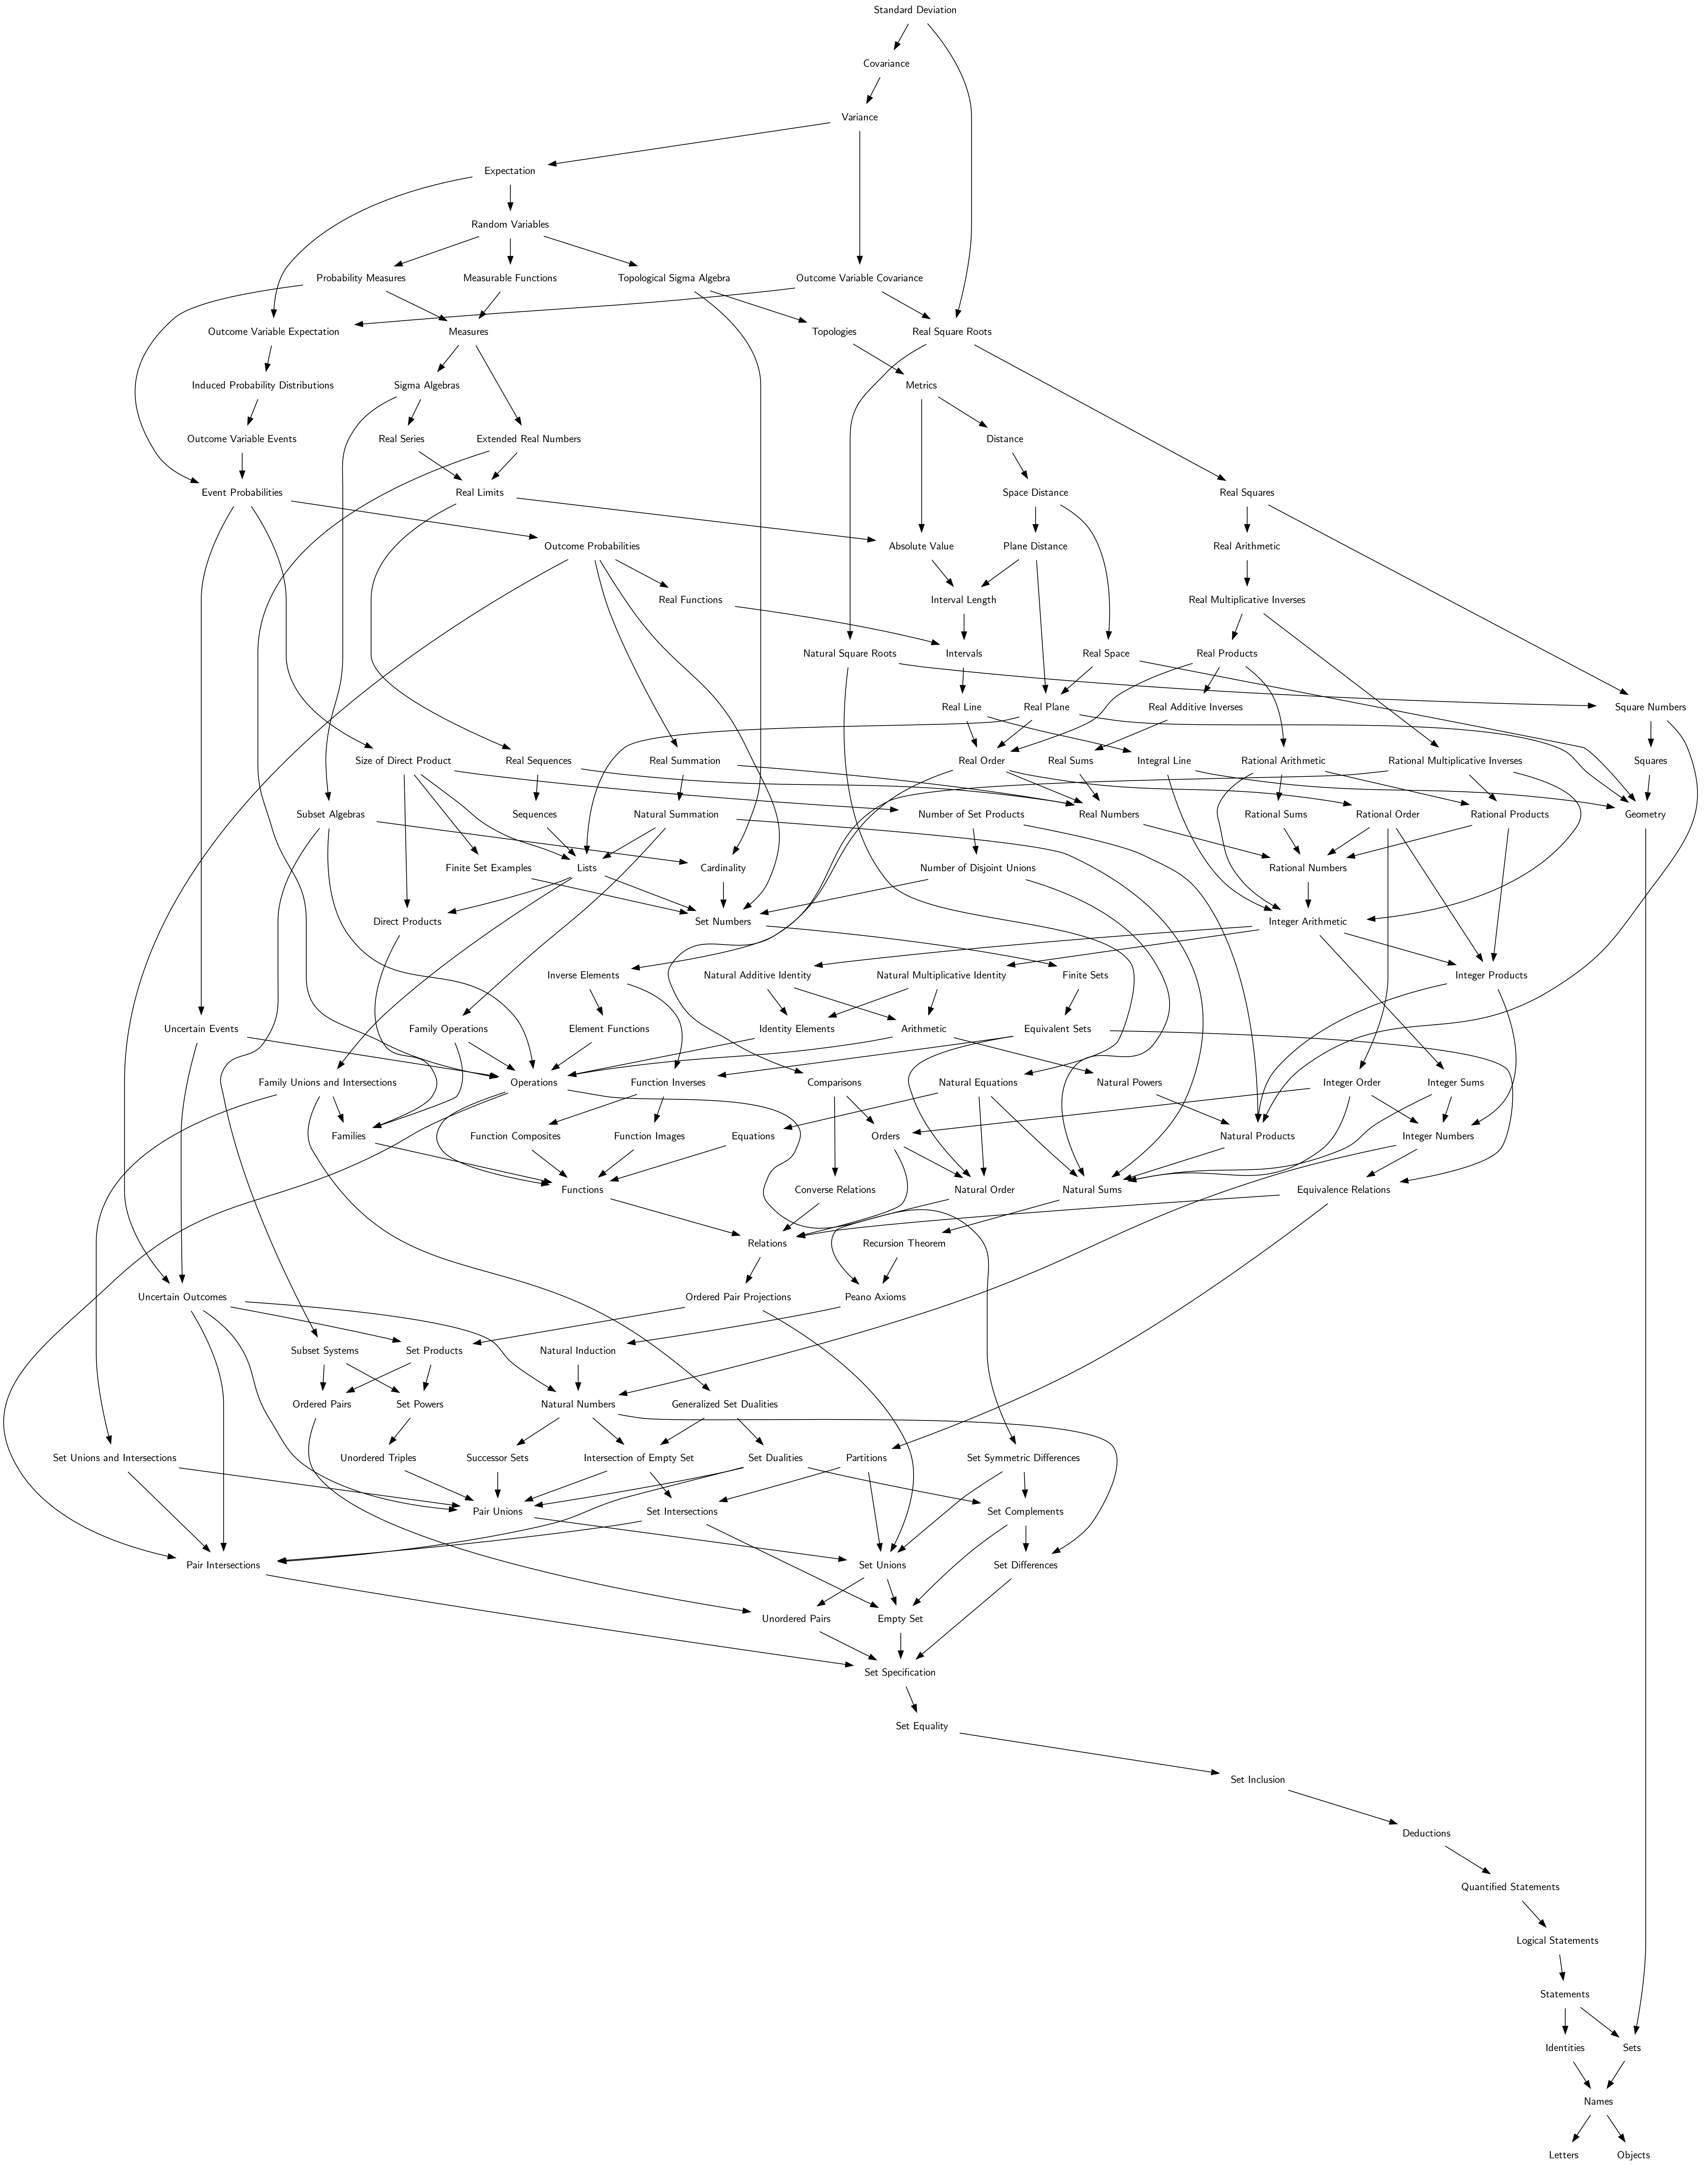 Standard Deviation
Covariance
Variance
Expectation
Random Variables
Probability Measures
Measurable Functions
Topological Sigma Algebra
Outcome Variable Covariance
Outcome Variable Expectation
Measures
Topologies
Real Square Roots
Induced Probability Distributions
Sigma Algebras
Metrics
Outcome Variable Events
Real Series
Extended Real Numbers
Distance
Event Probabilities
Real Limits
Space Distance
Real Squares
Outcome Probabilities
Absolute Value
Plane Distance
Real Arithmetic
Real Functions
Interval Length
Real Multiplicative Inverses
Natural Square Roots
Intervals
Real Space
Real Products
Real Line
Real Plane
Real Additive Inverses
Square Numbers
Size of Direct Product
Real Sequences
Real Summation
Real Order
Real Sums
Integral Line
Rational Arithmetic
Rational Multiplicative Inverses
Squares
Subset Algebras
Sequences
Natural Summation
Number of Set Products
Real Numbers
Rational Sums
Rational Order
Rational Products
Geometry
Finite Set Examples
Lists
Cardinality
Number of Disjoint Unions
Rational Numbers
Direct Products
Set Numbers
Integer Arithmetic
Inverse Elements
Natural Additive Identity
Natural Multiplicative Identity
Finite Sets
Integer Products
Uncertain Events
Family Operations
Element Functions
Identity Elements
Arithmetic
Equivalent Sets
Family Unions and Intersections
Operations
Function Inverses
Comparisons
Natural Equations
Natural Powers
Integer Order
Integer Sums
Families
Function Composites
Function Images
Equations
Orders
Natural Products
Integer Numbers
Functions
Converse Relations
Natural Order
Natural Sums
Equivalence Relations
Relations
Recursion Theorem
Uncertain Outcomes
Ordered Pair Projections
Peano Axioms
Subset Systems
Set Products
Natural Induction
Ordered Pairs
Set Powers
Natural Numbers
Generalized Set Dualities
Set Unions and Intersections
Unordered Triples
Successor Sets
Intersection of Empty Set
Set Dualities
Partitions
Set Symmetric Differences
Pair Unions
Set Intersections
Set Complements
Pair Intersections
Set Unions
Set Differences
Unordered Pairs
Empty Set
Set Specification
Set Equality
Set Inclusion
Deductions
Quantified Statements
Logical Statements
Statements
Identities
Sets
Names
Letters
Objects